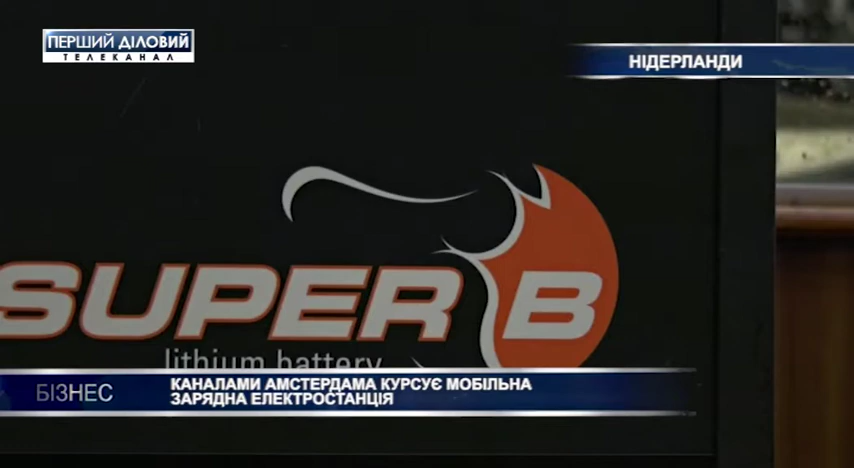 ПЕРШИЙ ДІЛОВИЙ
ТЕЛЕКАНАЛ
НІДЕРЛАНДИ
SUPER B
lithium battery
БІЗНЕС
КАНАЛАМИ АМСТЕРДАМА КУРСУЄ МОБІЛЬНА
ЗАРЯДНА ЕЛЕКТРОСТАНЦІЯ